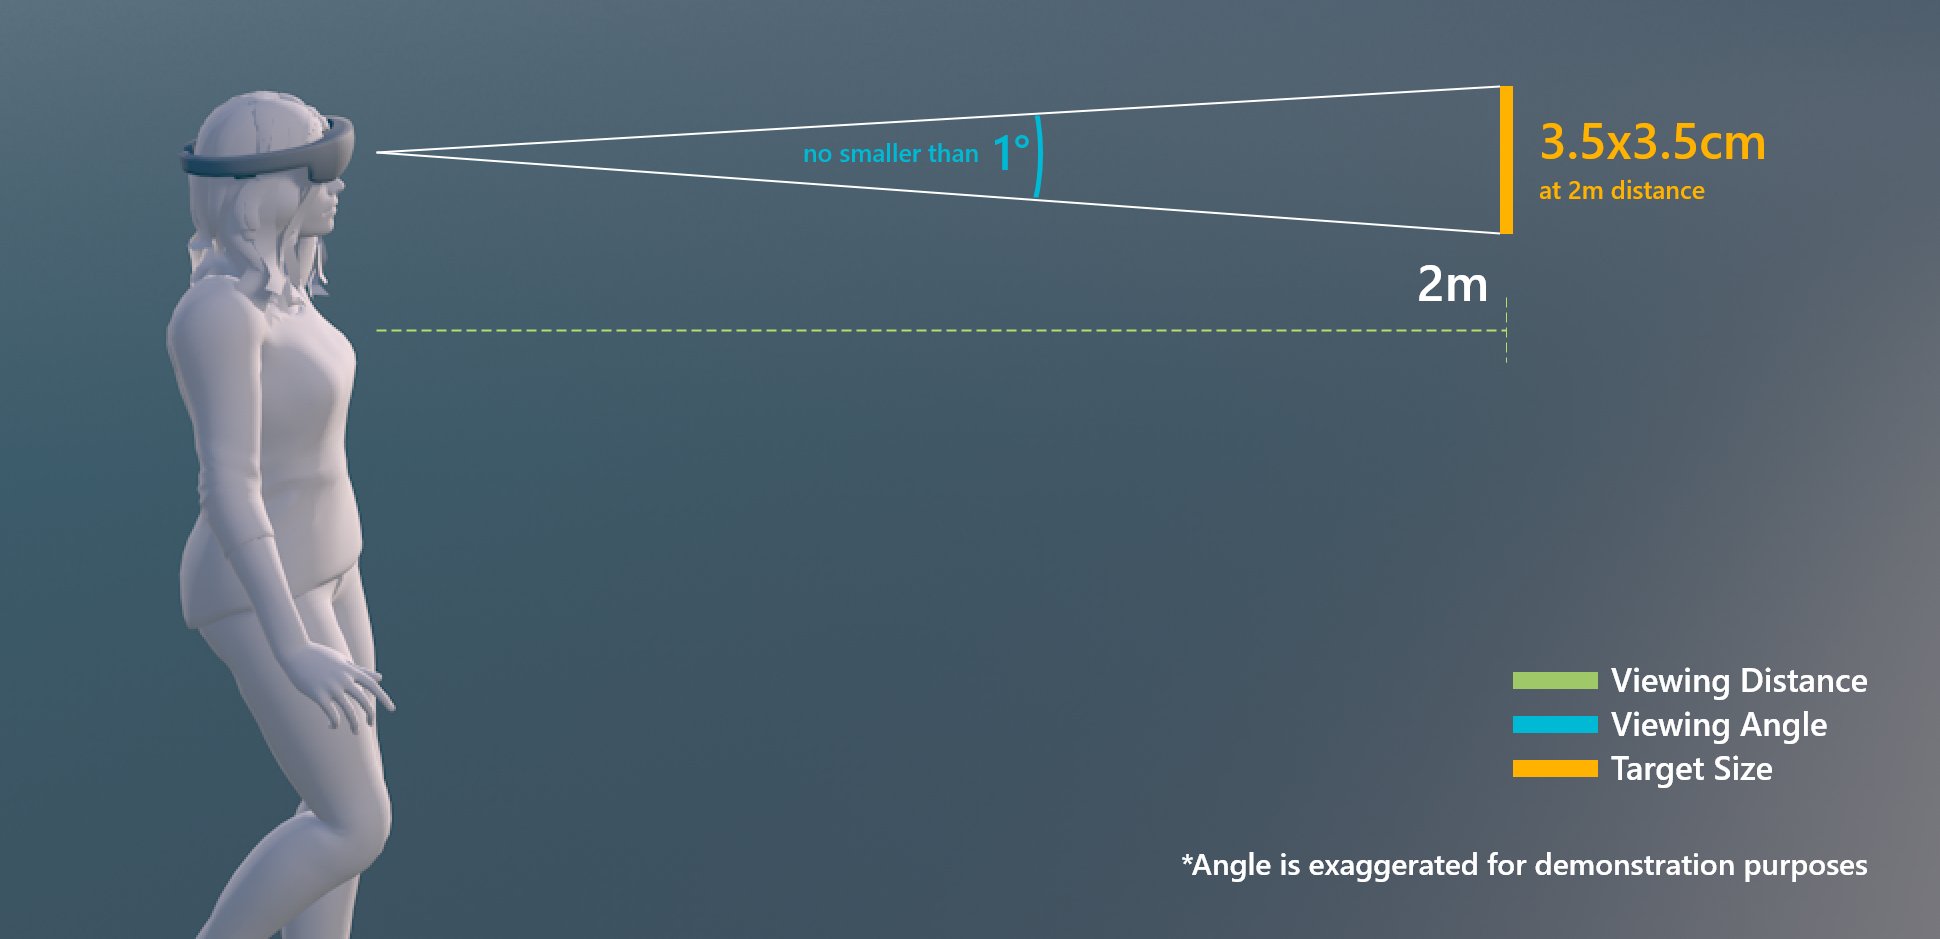 no smaller than 1°
3.5x3.5cm
at 2m distance
2m
Viewing Distance
Viewing Angle
Target Size
*Angle is exaggerated for demonstration purposes